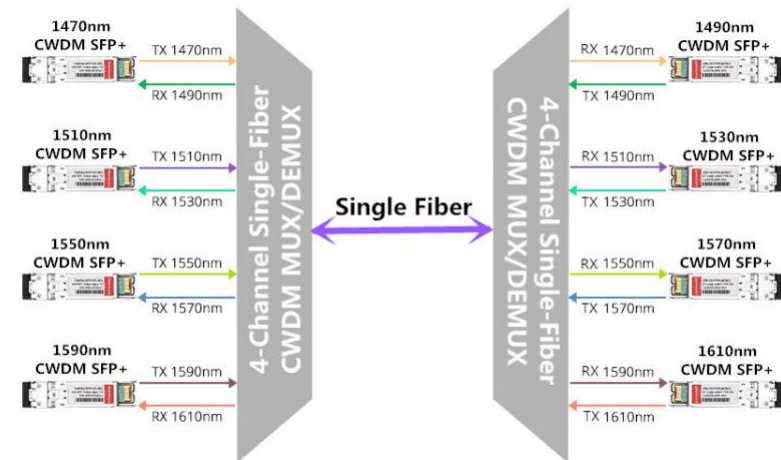 1470nm
CWDM SFP+
TX 1470nm
RX 1490nm
1510nm
CWDM SFP+
TX 1510nm
RX 1530nm
1550nm
CWDM SFP+
TX 1550nm
RX 1570nm
1590nm
CWDM SFP+
TX 1590nm
RX 1610nm
4-Channel Single-Fiber
CWDM MUX/DEMUX
Single Fiber
4-Channel Single-Fiber
CWDM MUX/DEMUX
1490nm
CWDM SFP+
RX 1470nm
TX 1490nm
1530nm
CWDM SFP+
RX 1510nm
TX 1530nm
1570nm
CWDM SFP+
RX 1550nm
TX 1570nm
1610nm
CWDM SFP+
RX 1590nm
TX 1610nm